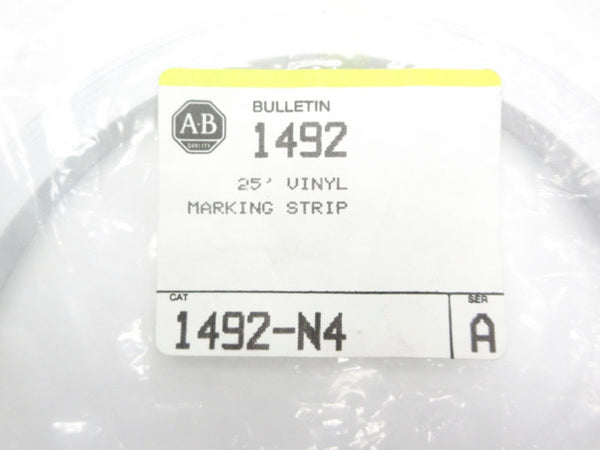 A-B
QUALITY
BULLETIN
1492
25' VINYL
MARKING STRIP
CAT
1492-N4
SER
A